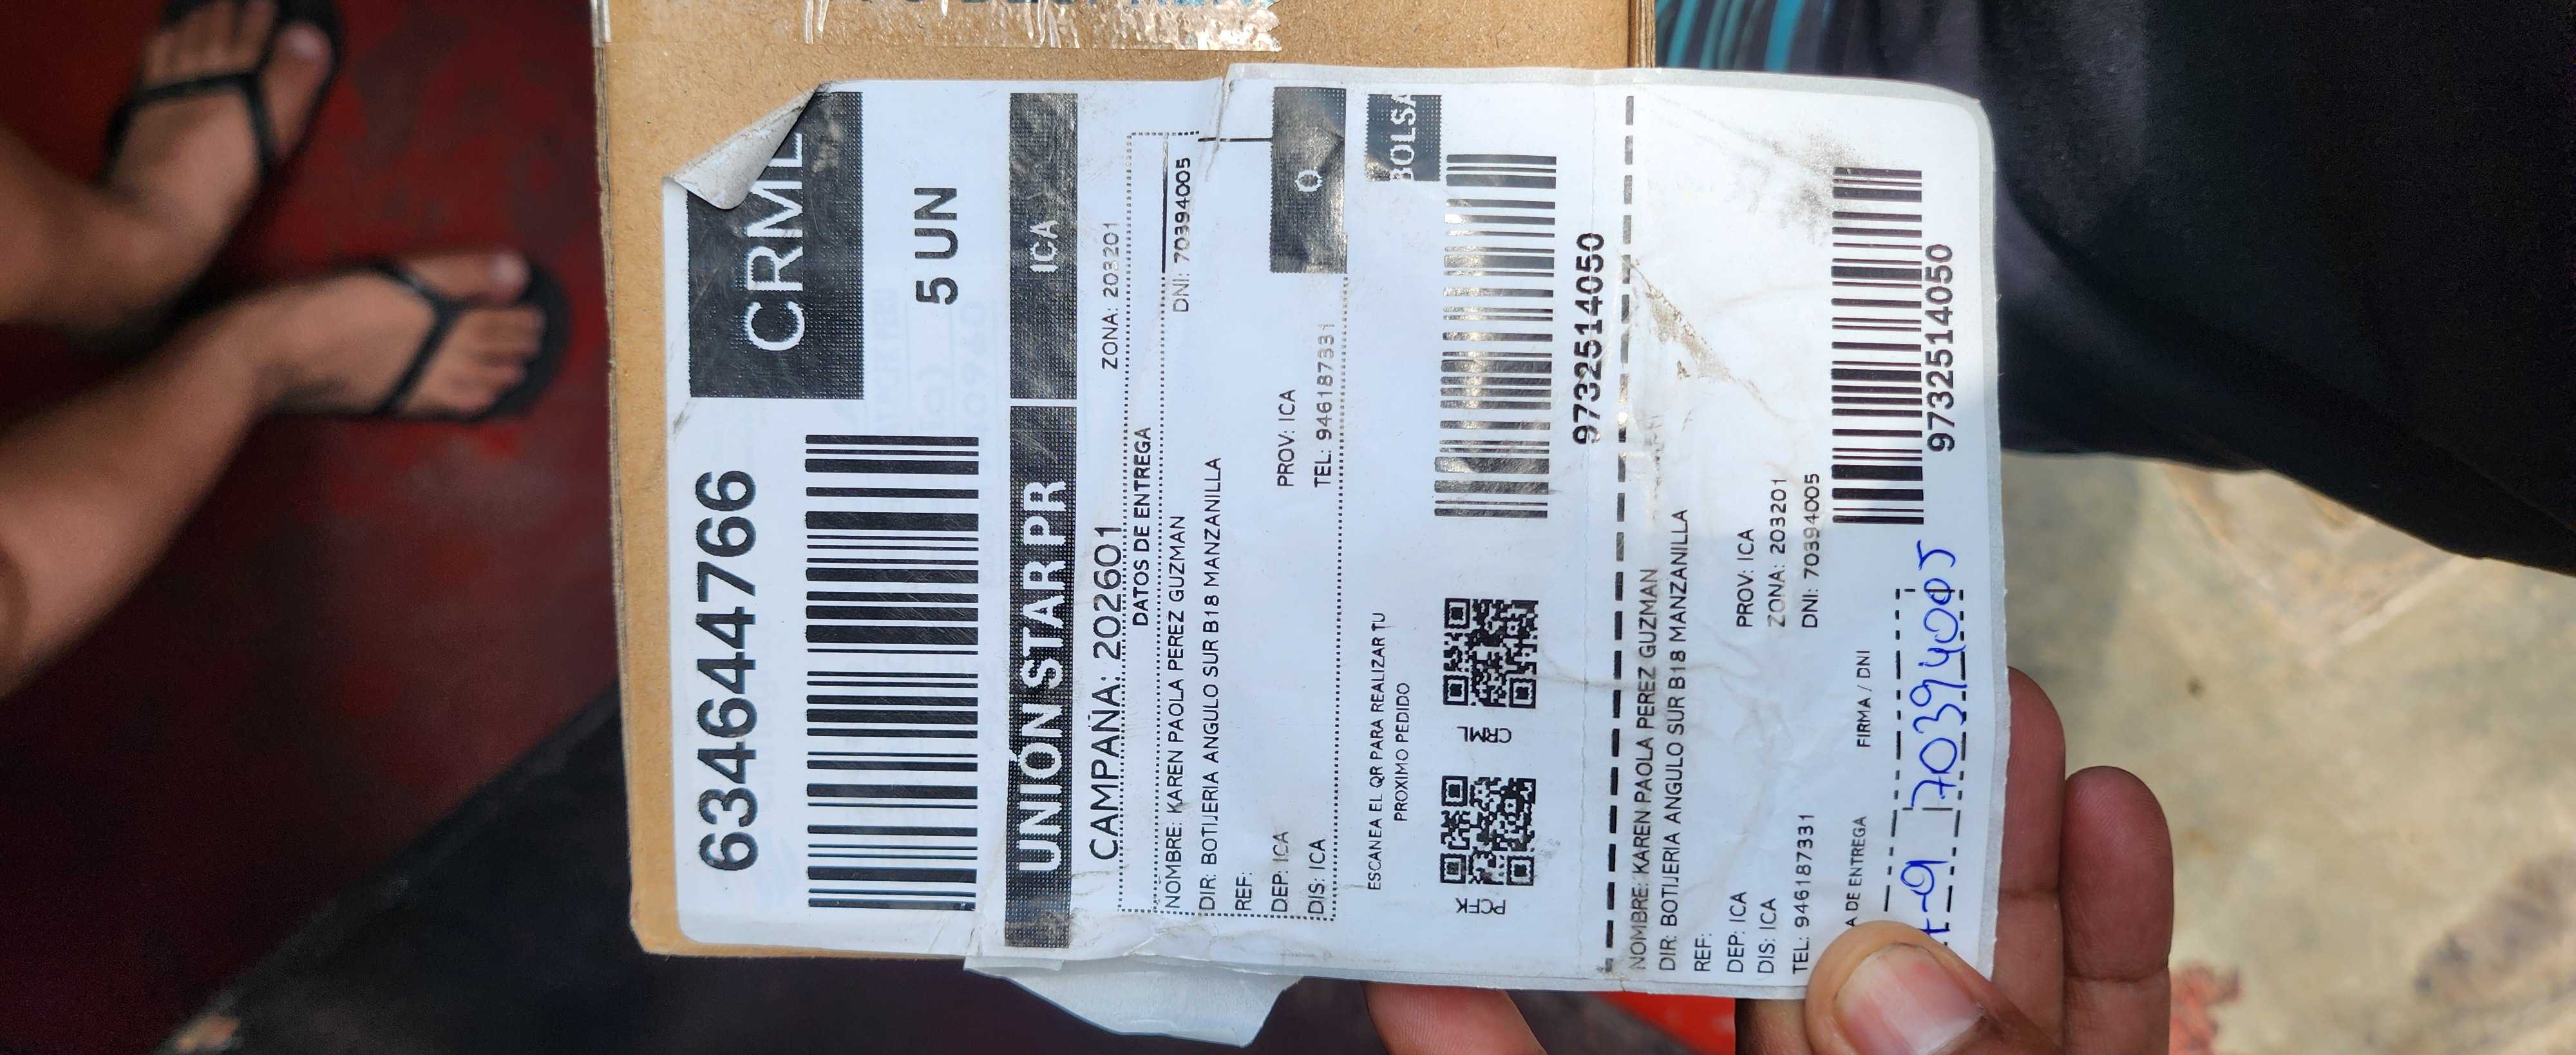 6346444766
CRML
5 UN
UNIÓN STAR PR ICA
CAMPAÑA: 202601 ZONA: 203201
DATOS DE ENTREGA
NOMBRE: KAREN PAOLA PEREZ GUZMAN DNI: 70394005
DIR: BOTIJERIA ANGULO SUR B18 MANZANILLA
REF:
DEP: ICA PROV: ICA O
DIS: ICA TEL: 946187331
ESCANEA EL QR PARA REALIZAR TU
PROXIMO PEDIDO
BOLSA
PCFK CRML
9732514050
NOMBRE: KAREN PAOLA PEREZ GUZMAN
DIR: BOTIJERIA ANGULO SUR B18 MANZANILLA
REF:
DEP: ICA PROV: ICA
DIS: ICA ZONA: 203201
TEL: 946187331 DNI: 70394005
A DE ENTREGA FIRMA / DNI
70394005
9732514050